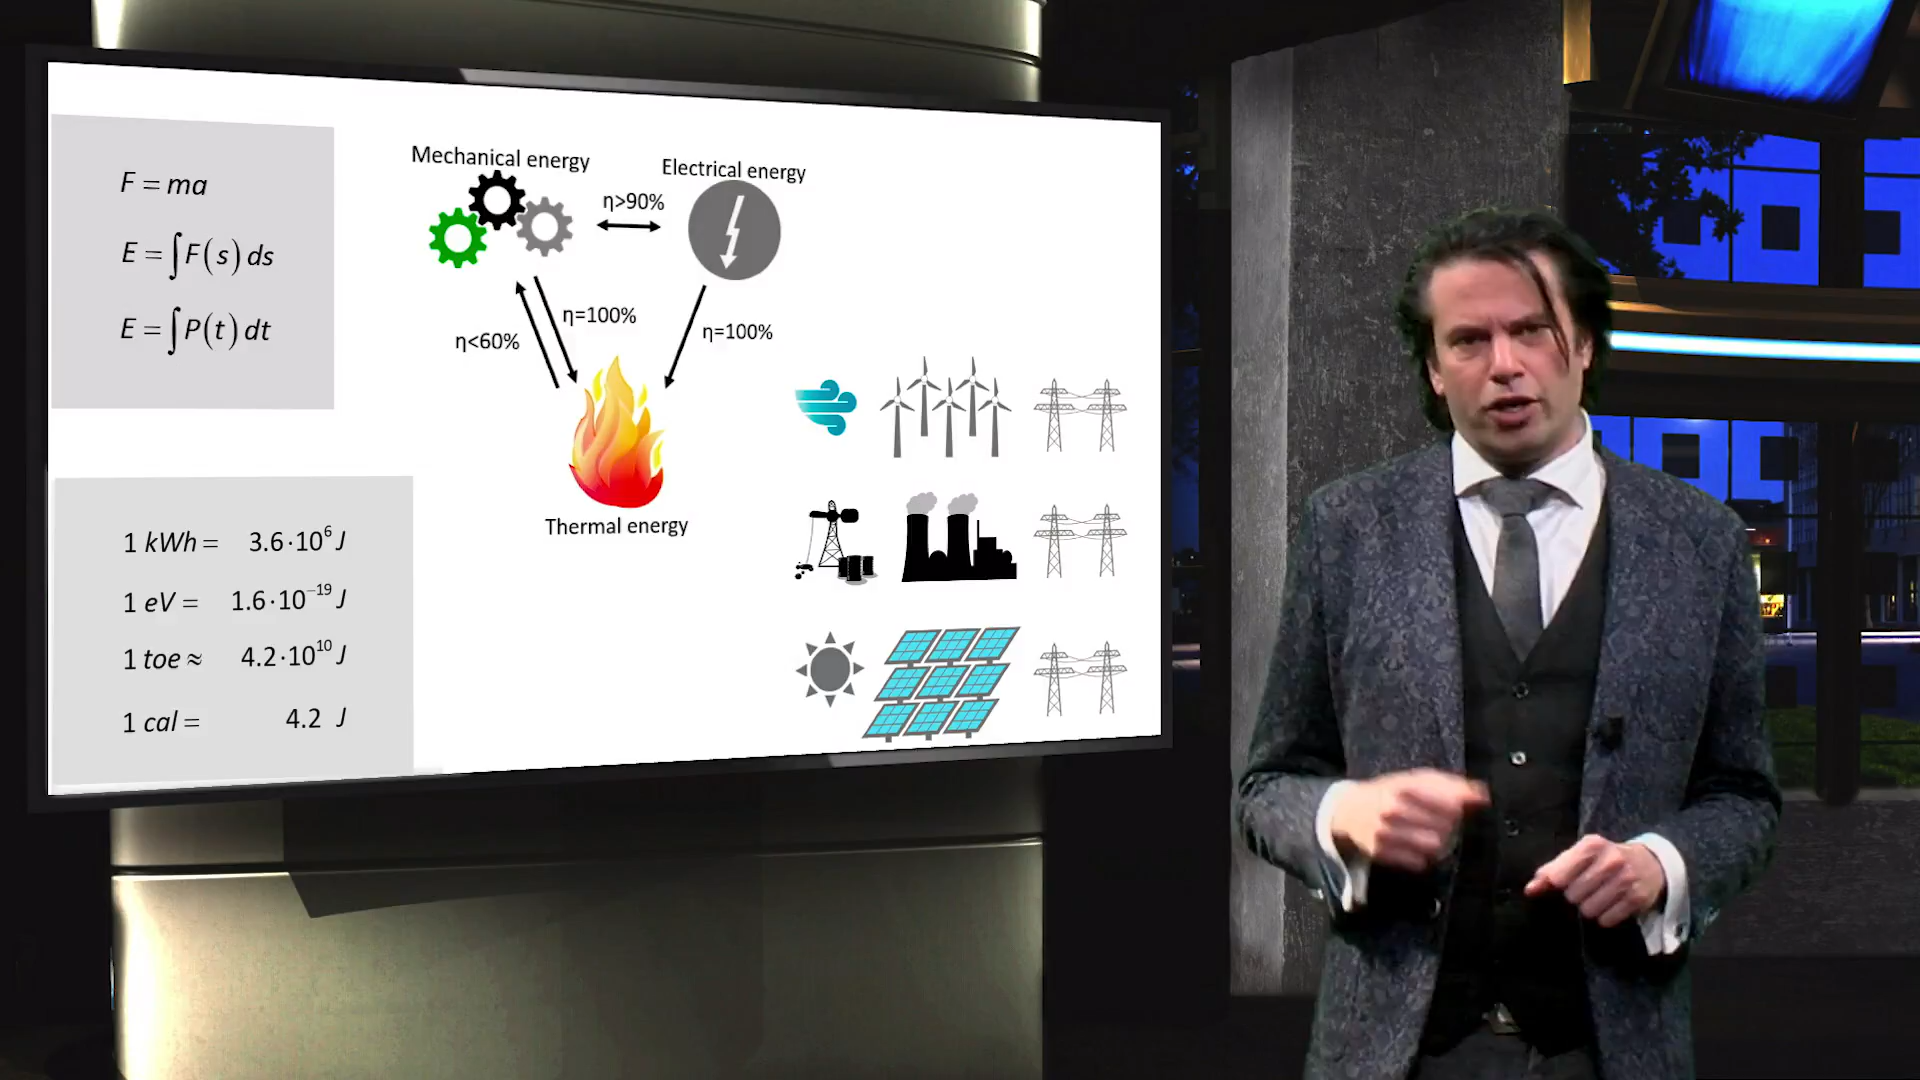 F = ma
E = ∫F(s) ds
E = ∫P(t) dt
Mechanical energy
Electrical energy
η>90%
η=100%
η<60%
η=100%
Thermal energy
1 kWh = 3.6·10⁶ J
1 eV = 1.6·10⁻¹⁹ J
1 toe ≈ 4.2·10¹⁰ J
1 cal = 4.2 J